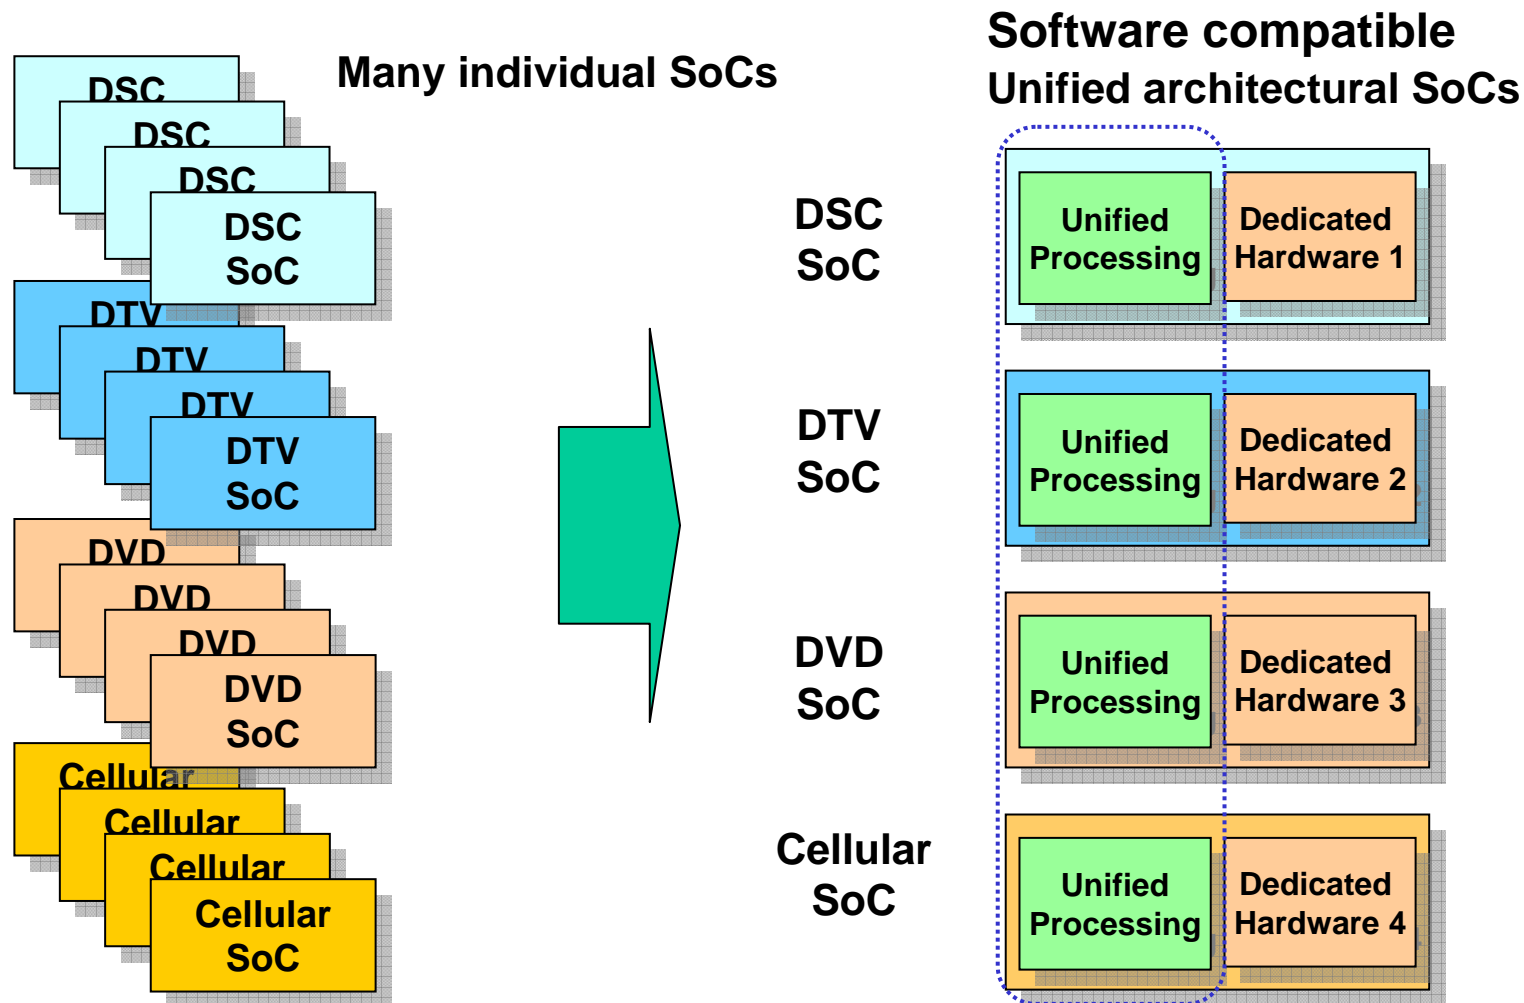 Many individual SoCs
Software compatible
Unified architectural SoCs
DSC
DSC
DSC
DSC
SoC
DTV
DTV
DTV
DTV
SoC
DVD
DVD
DVD
DVD
SoC
Cellular
Cellular
Cellular
Cellular
SoC
DSC
SoC
Unified
Processing
Dedicated
Hardware 1
DTV
SoC
Unified
Processing
Dedicated
Hardware 2
DVD
SoC
Unified
Processing
Dedicated
Hardware 3
Cellular
SoC
Unified
Processing
Dedicated
Hardware 4